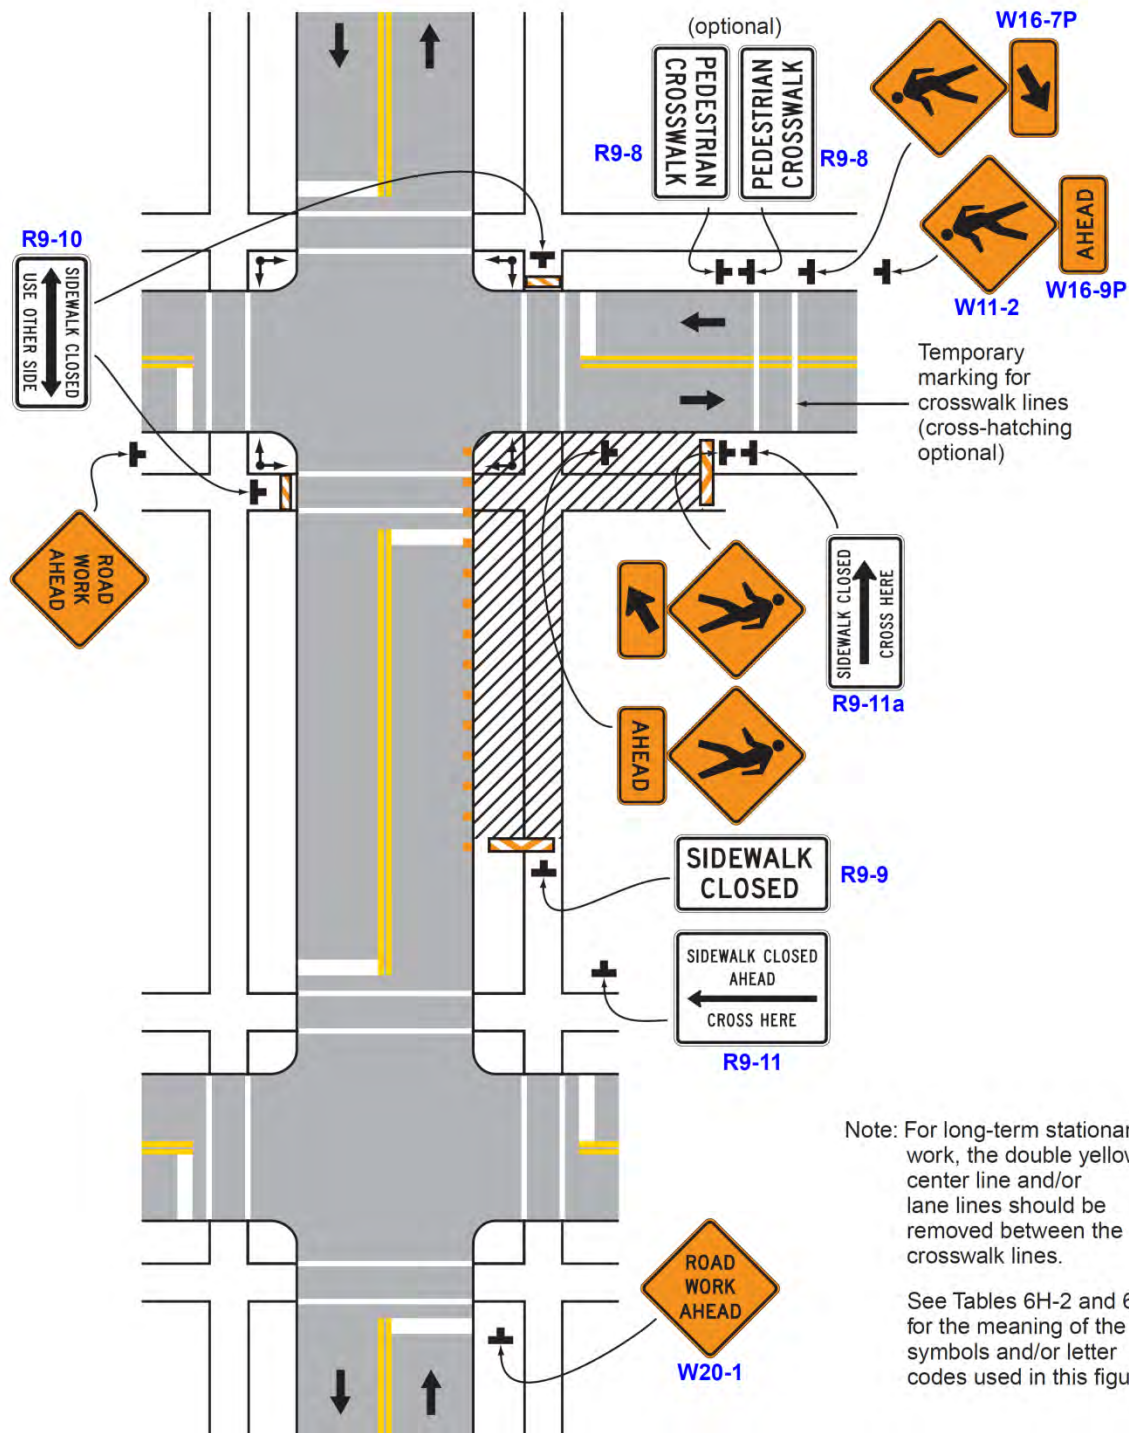 (optional)
W16-7P
PEDESTRIAN
CROSSWALK
PEDESTRIAN
CROSSWALK
R9-8
R9-8
AHEAD
W16-9P
W11-2
R9-10
SIDEWALK CLOSED
USE OTHER SIDE
Temporary
marking for
crosswalk lines
(cross-hatching
optional)
ROAD
WORK
AHEAD
SIDEWALK CLOSED
CROSS HERE
R9-11a
AHEAD
SIDEWALK
CLOSED
R9-9
SIDEWALK CLOSED
AHEAD
CROSS HERE
R9-11
Note: For long-term stationar
work, the double yellow
center line and/or
lane lines should be
removed between the
crosswalk lines.
See Tables 6H-2 and 6
for the meaning of the
symbols and/or letter
codes used in this figu
ROAD
WORK
AHEAD
W20-1